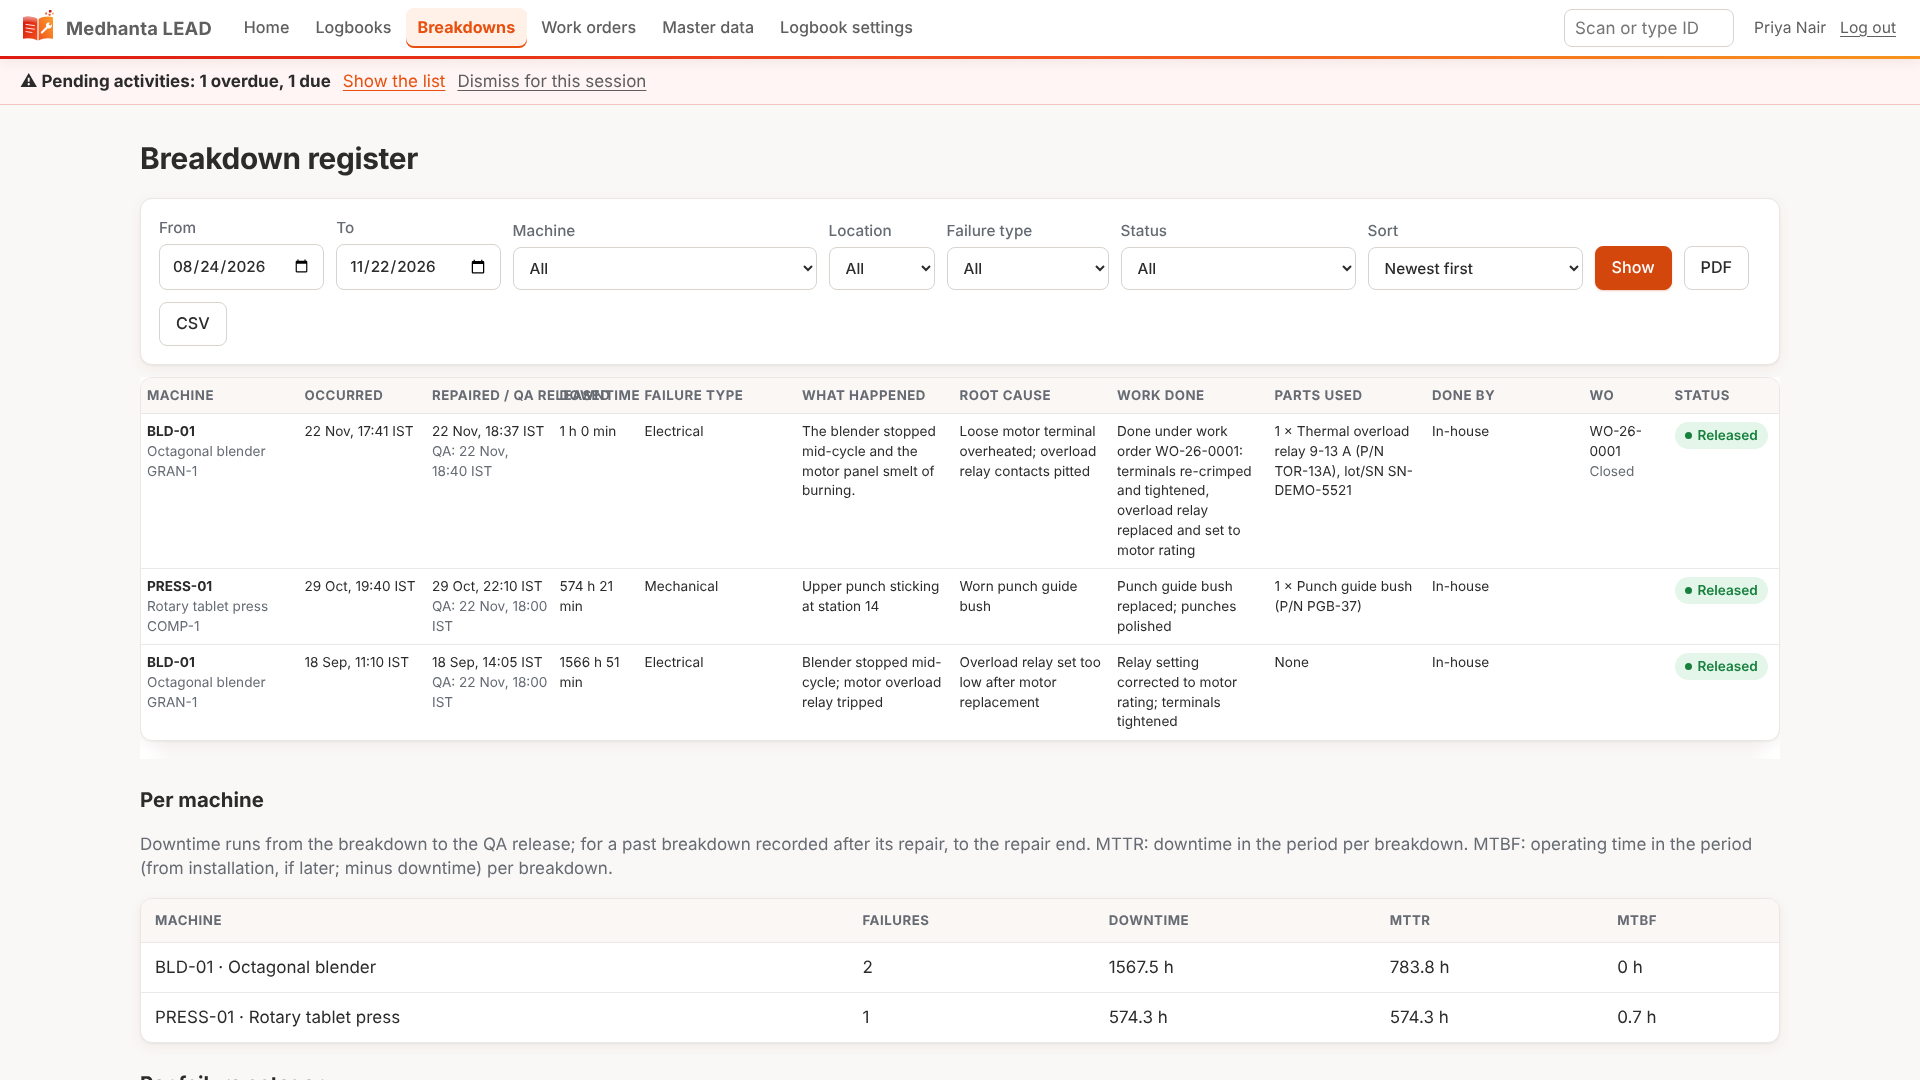 Medhanta LEAD
Home Logbooks Breakdowns Work orders Master data Logbook settings
Scan or type ID Priya Nair Log out
Pending activities: 1 overdue, 1 due Show the list Dismiss for this session
Breakdown register
From To Machine Location Failure type Status Sort
08/24/2026 11/22/2026 All All All All Newest first Show PDF
CSV
MACHINE OCCURRED REPAIRED / QA RELEASED DOWNTIME FAILURE TYPE WHAT HAPPENED ROOT CAUSE WORK DONE PARTS USED DONE BY WO STATUS
BLD-01 22 Nov, 17:41 IST 22 Nov, 18:37 IST 1 h 0 min Electrical The blender stopped Loose motor terminal Done under work 1 × Thermal overload In-house WO-26- Released
Octagonal blender QA: 22 Nov, mid-cycle and the overheated; overload order WO-26-0001: relay 9-13 A (P/N 0001
GRAN-1 18:40 IST motor panel smelt of relay contacts pitted terminals re-crimped TOR-13A), lot/SN SN- Closed
burning. and tightened, DEMO-5521
overload relay
replaced and set to
motor rating
PRESS-01 29 Oct, 19:40 IST 29 Oct, 22:10 IST 574 h 21 Mechanical Upper punch sticking Worn punch guide Punch guide bush 1 × Punch guide bush In-house Released
Rotary tablet press QA: 22 Nov, 18:00 min at station 14 bush replaced; punches (P/N PGB-37)
COMP-1 IST polished
BLD-01 18 Sep, 11:10 IST 18 Sep, 14:05 IST 1566 h 51 Electrical Blender stopped mid- Overload relay set too Relay setting None In-house Released
Octagonal blender QA: 22 Nov, 18:00 min cycle; motor overload low after motor corrected to motor
GRAN-1 IST relay tripped replacement rating; terminals
tightened
Per machine
Downtime runs from the breakdown to the QA release; for a past breakdown recorded after its repair, to the repair end. MTTR: downtime in the period per breakdown. MTBF: operating time in the period
(from installation, if later; minus downtime) per breakdown.
MACHINE FAILURES DOWNTIME MTTR MTBF
BLD-01 · Octagonal blender 2 1567.5 h 783.8 h 0 h
PRESS-01 · Rotary tablet press 1 574.3 h 574.3 h 0.7 h